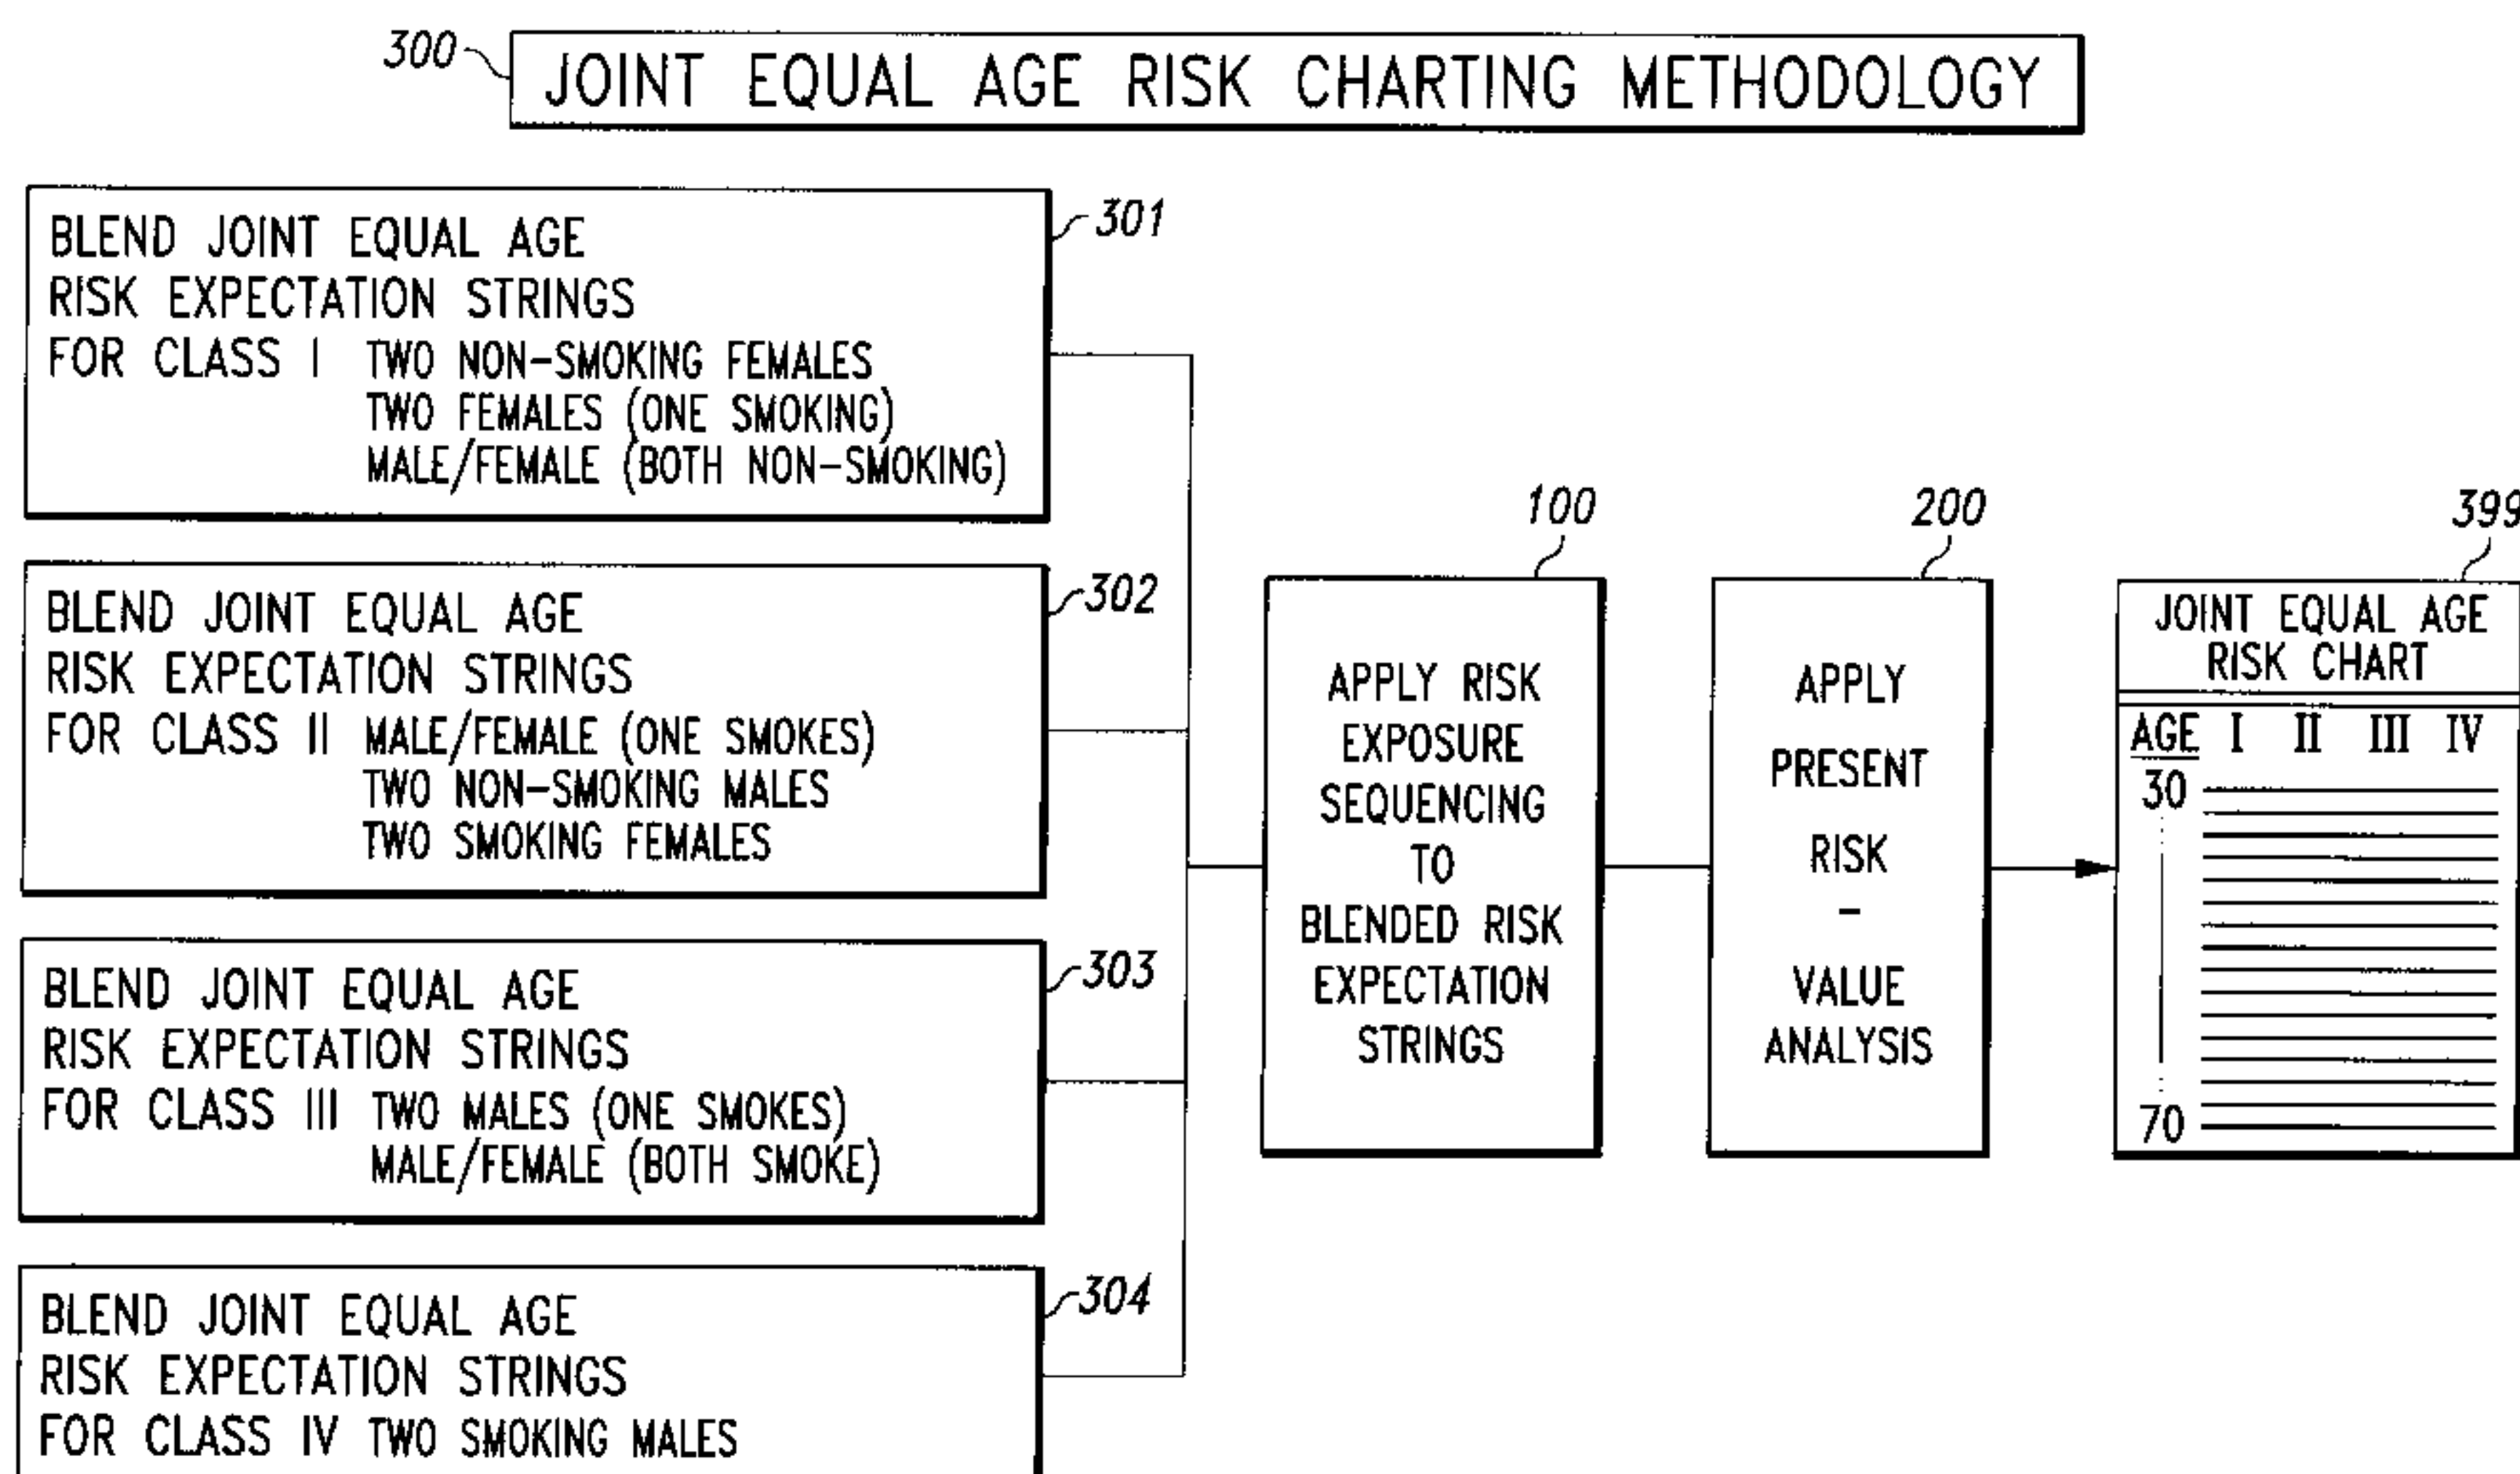 300
JOINT EQUAL AGE RISK CHARTING METHODOLOGY
301
BLEND JOINT EQUAL AGE
RISK EXPECTATION STRINGS
FOR CLASS I TWO NON-SMOKING FEMALES
TWO FEMALES (ONE SMOKING)
MALE/FEMALE (BOTH NON-SMOKING)
302
BLEND JOINT EQUAL AGE
RISK EXPECTATION STRINGS
FOR CLASS II MALE/FEMALE (ONE SMOKES)
TWO NON-SMOKING MALES
TWO SMOKING FEMALES
303
BLEND JOINT EQUAL AGE
RISK EXPECTATION STRINGS
FOR CLASS III TWO MALES (ONE SMOKES)
MALE/FEMALE (BOTH SMOKE)
304
BLEND JOINT EQUAL AGE
RISK EXPECTATION STRINGS
FOR CLASS IV TWO SMOKING MALES
100
APPLY RISK
EXPOSURE
SEQUENCING
TO
BLENDED RISK
EXPECTATION
STRINGS
200
APPLY
PRESENT
RISK
-
VALUE
ANALYSIS
399
JOINT EQUAL AGE
RISK CHART
AGE I II III IV
30
70